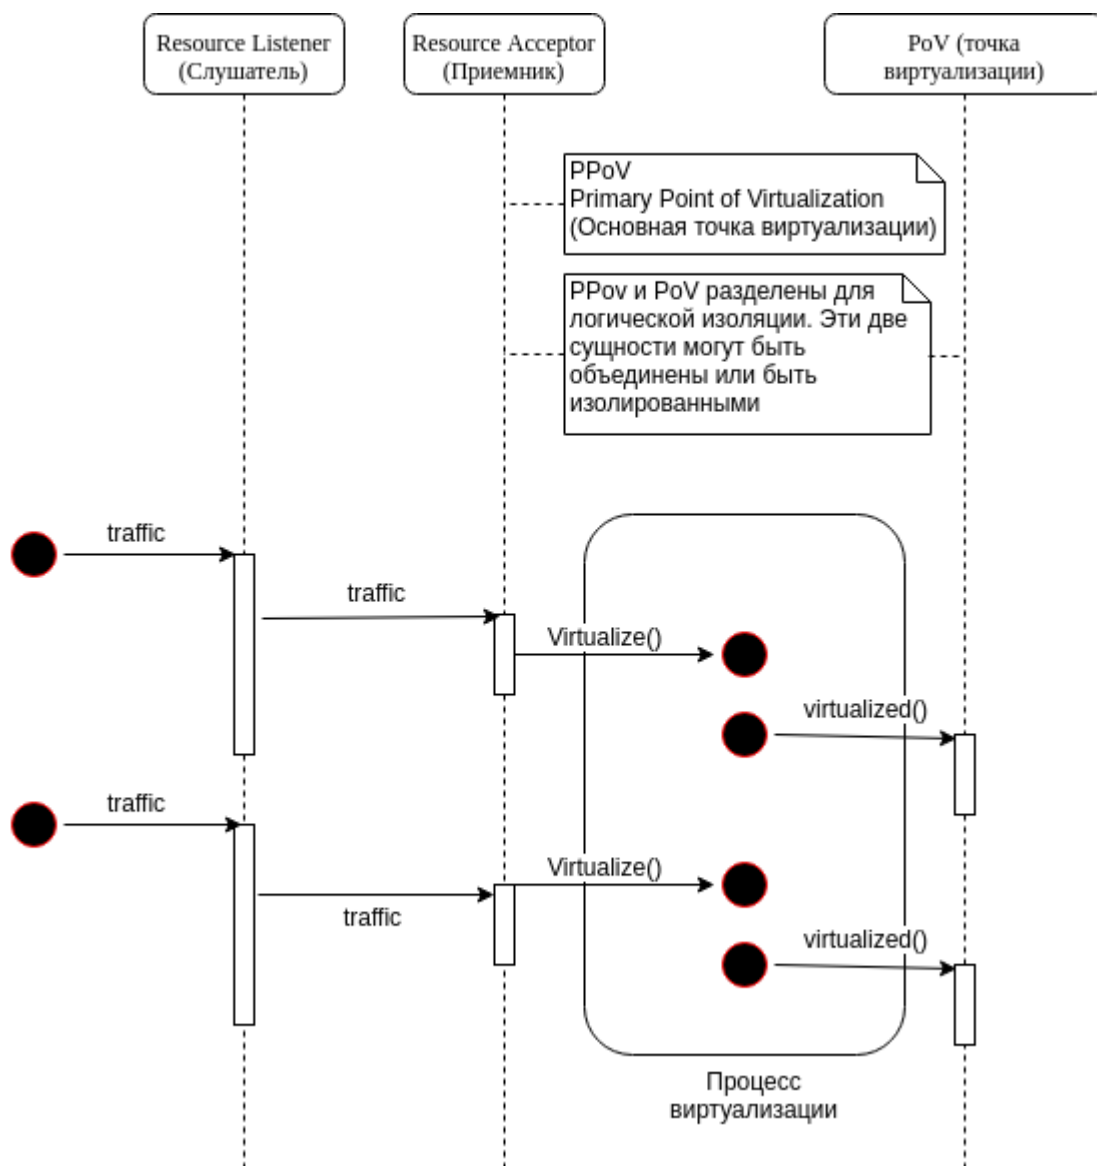 Resource Listener
(Слушатель)
Resource Acceptor
(Приемник)
PoV (точка
виртуализации)
PPoV
Primary Point of Virtualization
(Основная точка виртуализации)
PPov и PoV разделены для
логической изоляции. Эти две
сущности могут быть
объединены или быть
изолированными
traffic
traffic
Virtualize()
virtualized()
traffic
Virtualize()
traffic
virtualized()
Процесс
виртуализации